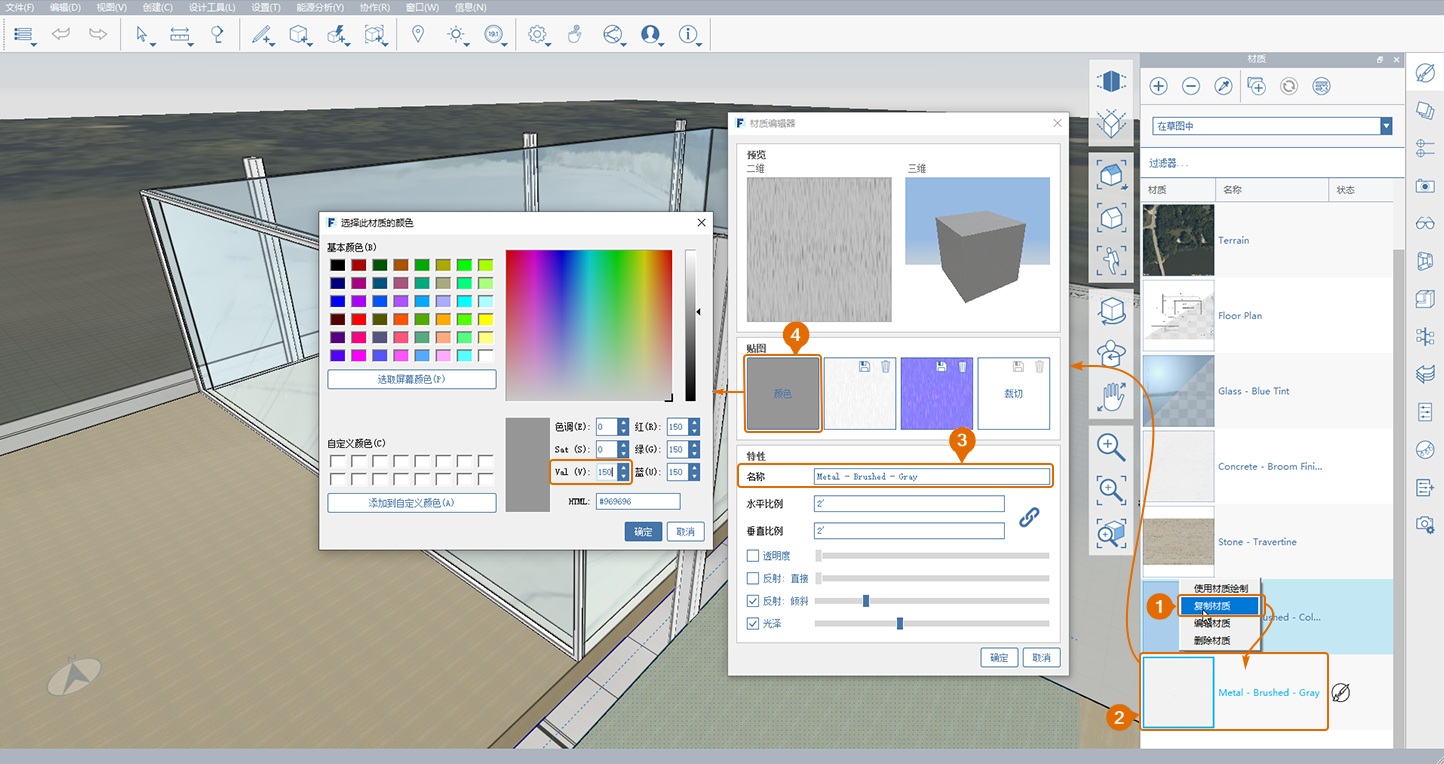 文件(F) 编辑(D) 视图(V) 创建(C) 设计工具(L) 设置(T) 能源分析(Y) 协作(R) 窗口(W) 信息(N)
19.1
材质
在草图中
过滤器...
材质 名称 状态
Terrain
Floor Plan
Glass - Blue Tint
Concrete - Broom Fini...
Stone - Travertine
使用材质绘制
复制材质
编辑材质
删除材质
ushed - Col...
1
Metal - Brushed - Gray
2
F 材质编辑器
预览
二维
三维
4
贴图
颜色
裁切
3
特性
名称 Metal - Brushed - Gray
水平比例 2'
垂直比例 2'
透明度
反射: 直接
反射: 倾斜
光泽
确定 取消
F 选择此材质的颜色
基本颜色(B)
选取屏幕颜色(P)
自定义颜色(C)
添加到自定义颜色(A)
色调(E): 0 红(R): 150
Sat (S): 0 绿(G): 150
Val (V): 150 蓝(U): 150
HTML: #969696
确定 取消
N